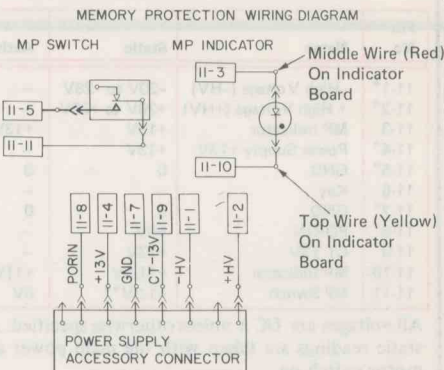 MEMORY PROTECTION WIRING DIAGRAM
MP SWITCH
MP INDICATOR
11-3
Middle Wire (Red)
On Indicator
Board
11-5
11-11
11-10
Top Wire (Yellow)
On Indicator
Board
11-8
11-4
11-7
11-9
11-1
11-2
PORIN
+13V
GND
CT-13V
-HV
+HV
POWER SUPPLY
ACCESSORY CONNECTOR